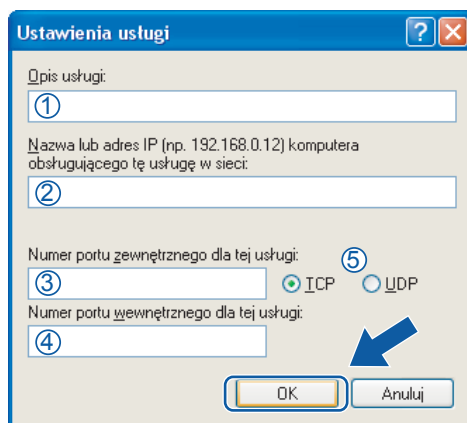 Ustawienia usługi
Opis usługi:
①
Nazwa lub adres IP (np. 192.168.0.12) komputera
obsługującego tę usługę w sieci:
②
Numer portu zewnętrznego dla tej usługi:
⑤
③
TCP
UDP
Numer portu wewnętrznego dla tej usługi:
④
OK
Anuluj